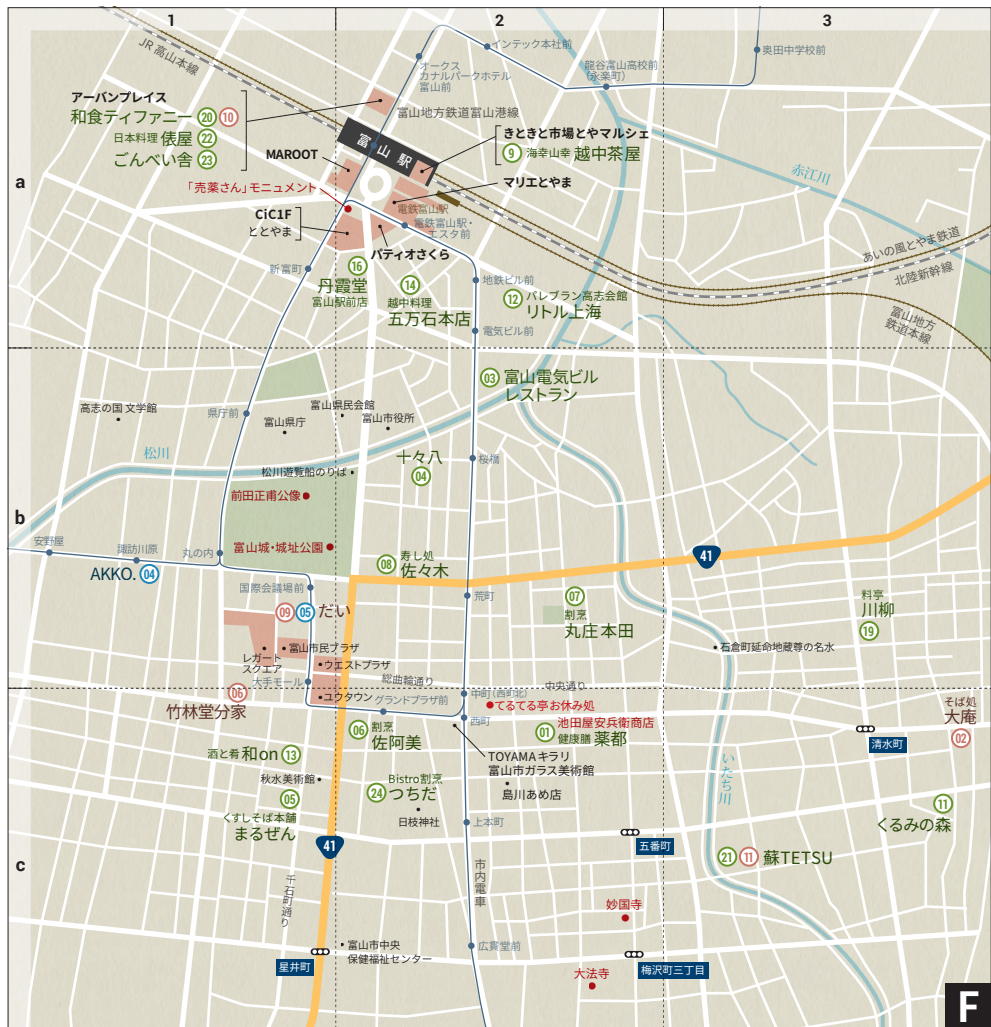 1
2
3
a
b
c
JR 高山本線
インテック本社前
奥田中学校前
オークス
カナルパークホテル
富山前
龍谷富山高校前
(永楽町)
アーバンプレイス
和食ティファニー 20 10
日本料理 俵屋 22
ごんべい舎 23
富山地方鉄道富山港線
富山駅
きときと市場とやマルシェ
9 海幸山幸 越中茶屋
MAROOT
マリエとやま
赤江川
「売薬さん」モニュメント
電鉄富山駅
CiC1F
ととやま
電鉄富山駅・
エスタ前
パティオさくら
あいの風とやま鉄道
北陸新幹線
富山地方
鉄道本線
新富町
16
丹霞堂
富山駅前店
14
越中料理
五万石本店
地鉄ビル前
12 パレブラン高志会館
リトル上海
電気ビル前
03 富山電気ビル
レストラン
高志の国 文学館
県庁前
富山県民会館
富山県庁
富山市役所
松川
松川遊覧船のりば
十々八
04
桜橋
前田正甫公像
富山城・城址公園
安野屋
諏訪川原
丸の内
AKKO. 04
41
08 寿し処
佐々木
国際会議場前
荒町
07
割烹
丸庄 本田
料亭
川柳
19
09 05 だい
レガート
スクエア
富山市民プラザ
ウエストプラザ
石倉町延命地蔵尊の名水
大手モール
総曲輪通り
中央通り
06
竹林堂分家
ユウタウン
グランドプラザ前
中町(西町北)
てるてる亭お休み処
西町
06 割烹
佐阿美
01 池田屋安兵衛商店
健康膳 薬都
そば処
大庵
02
清水町
酒と肴 和on 13
TOYAMAキラリ
富山市ガラス美術館
島川あめ店
いたち川
秋水美術館
05
くすしそば本舗
まるぜん
24 Bistro割烹
つちだ
日枝神社
上本町
11
くるみの森
41
五番町
21 11 蘇TETSU
千石町通り
市内電車
妙国寺
富山市中央
保健福祉センター
広貫堂前
星井町
梅沢町三丁目
大法寺
F